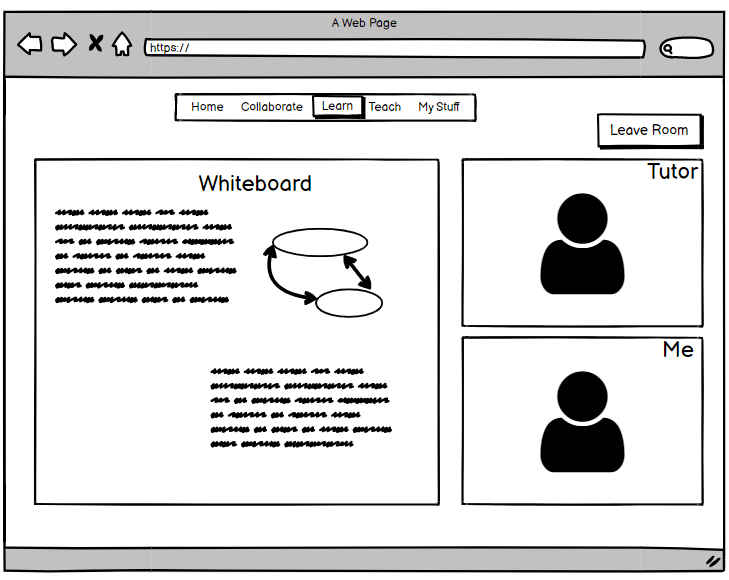 A Web Page
https://
Home Collaborate Learn Teach My Stuff
Leave Room
Whiteboard
Tutor
Me